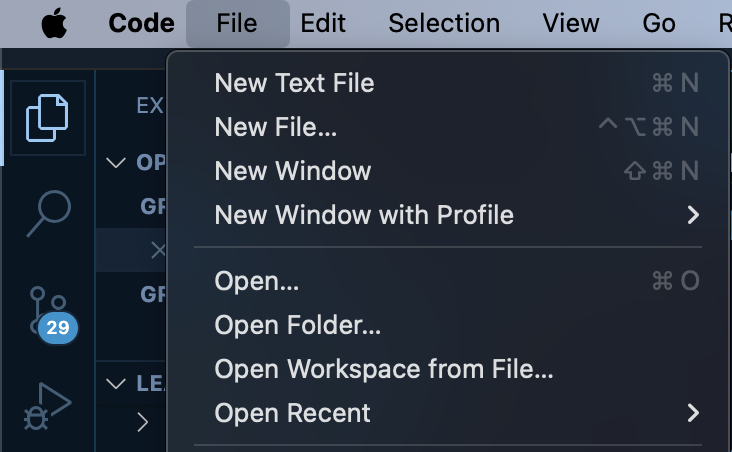 Code File Edit Selection View Go R
New Text File ⌘ N
New File... ^ ⌥ ⌘ N
New Window ⇧ ⌘ N
New Window with Profile
Open... ⌘ O
Open Folder...
Open Workspace from File...
Open Recent
EX
OP
GR
GR
LEA
29